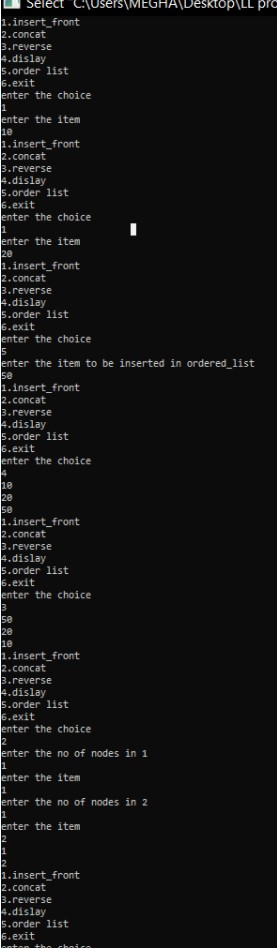 Select "C:\Users\MEGHA\Desktop\LL pro
1.insert_front
2.concat
3.reverse
4.dislay
5.order list
6.exit
enter the choice
1
enter the item
10
1.insert_front
2.concat
3.reverse
4.dislay
5.order list
6.exit
enter the choice
1
enter the item
20
1.insert_front
2.concat
3.reverse
4.dislay
5.order list
6.exit
enter the choice
5
enter the item to be inserted in ordered_list
50
1.insert_front
2.concat
3.reverse
4.dislay
5.order list
6.exit
enter the choice
4
10
20
50
1.insert_front
2.concat
3.reverse
4.dislay
5.order list
6.exit
enter the choice
3
50
20
10
1.insert_front
2.concat
3.reverse
4.dislay
5.order list
6.exit
enter the choice
2
enter the no of nodes in 1
1
enter the item
1
enter the no of nodes in 2
1
enter the item
2
1
2
1.insert_front
2.concat
3.reverse
4.dislay
5.order list
6.exit
enter the choice